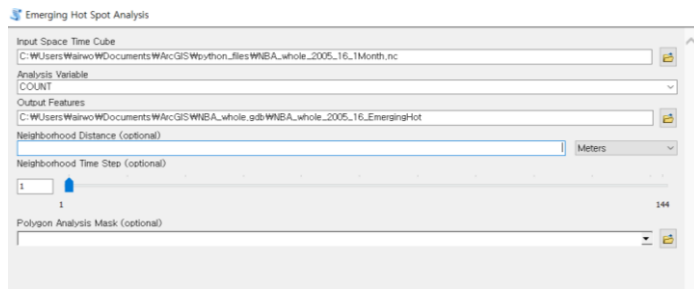 Emerging Hot Spot Analysis
Input Space Time Cube
C:₩Users₩airwo₩Documents₩ArcGIS₩python_files₩NBA_whole_2005_16_1Month.nc
Analysis Variable
COUNT
Output Features
C:₩Users₩airwo₩Documents₩ArcGIS₩NBA_whole.gdb₩NBA_whole_2005_16_EmergingHot
Neighborhood Distance (optional)
Meters
Neighborhood Time Step (optional)
1
1 144
Polygon Analysis Mask (optional)